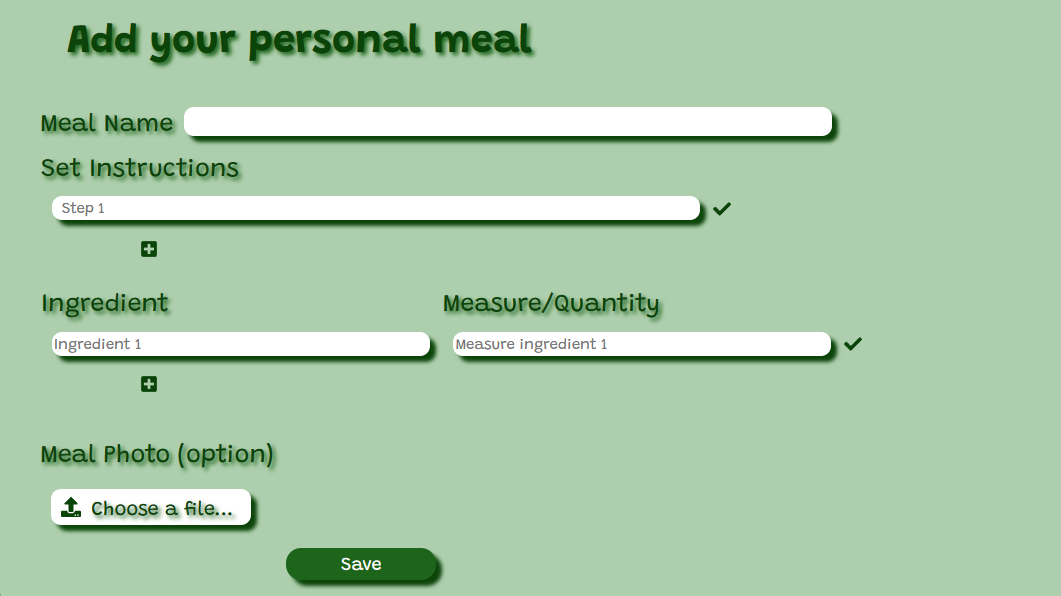 Add your personal meal
Meal Name
Set Instructions
Step 1
Ingredient Measure/Quantity
Ingredient 1 Measure ingredient 1
Meal Photo (option)
Choose a file...
Save